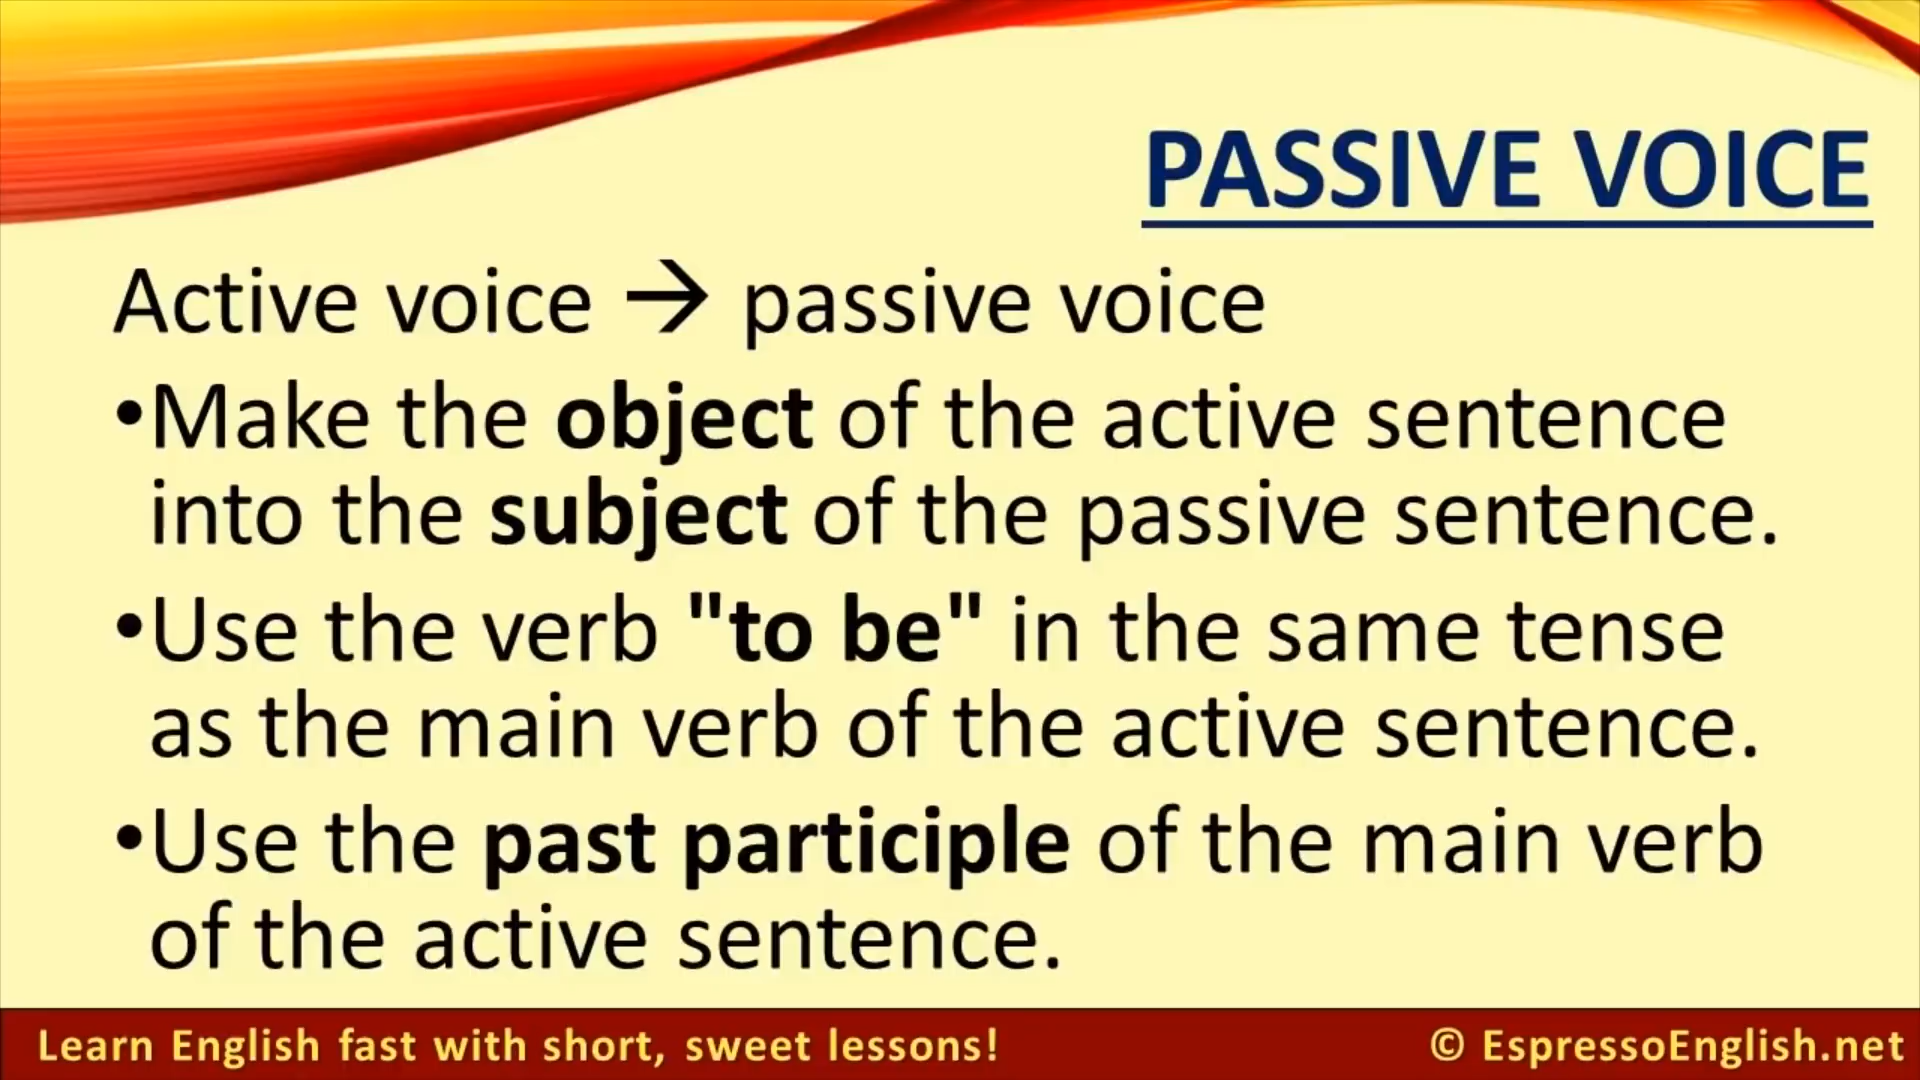 PASSIVE VOICE
Active voice → passive voice
•Make the object of the active sentence
into the subject of the passive sentence.
•Use the verb "to be" in the same tense
as the main verb of the active sentence.
•Use the past participle of the main verb
of the active sentence.
Learn English fast with short, sweet lessons!
© EspressoEnglish.net